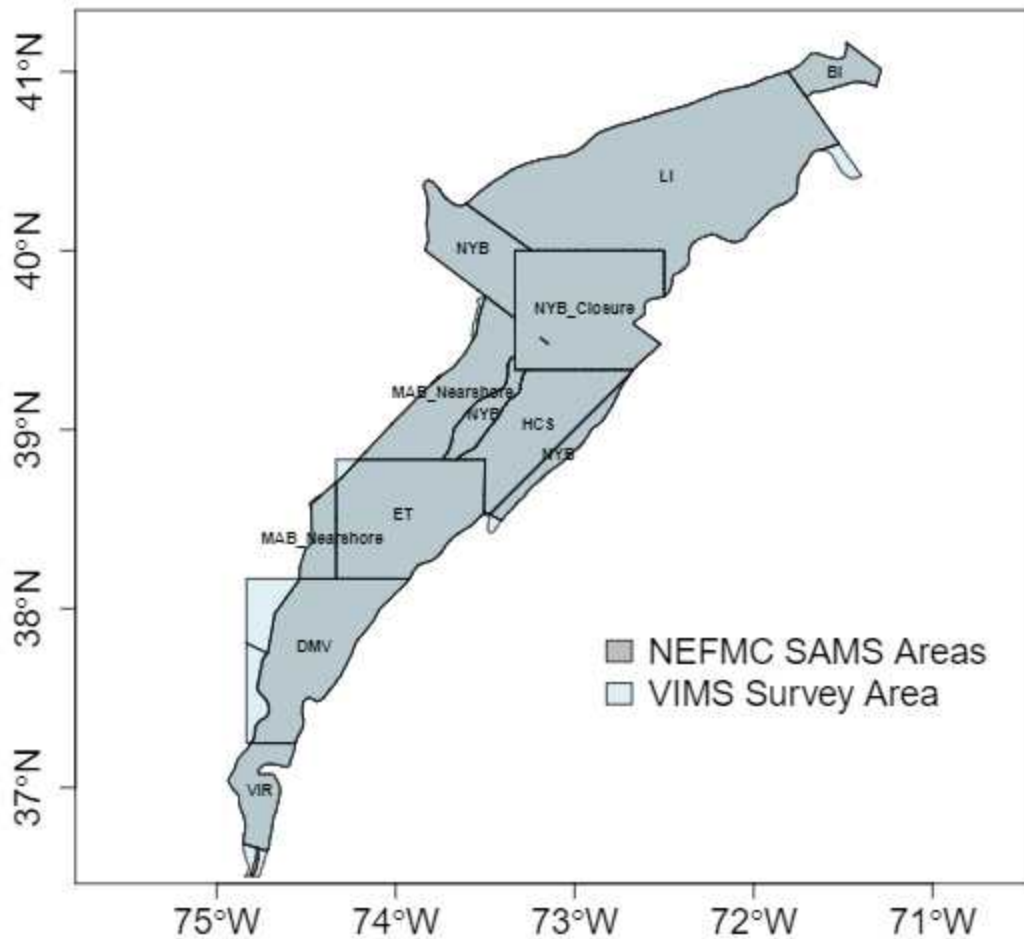 41°N
40°N
39°N
38°N
37°N
BI
LI
NYB
NYB_Closure
MAB_Nearshore
NYB
HCS
NYB
ET
MAB_Nearshore
DMV
VIR
NEFMC SAMS Areas
VIMS Survey Area
75°W 74°W 73°W 72°W 71°W